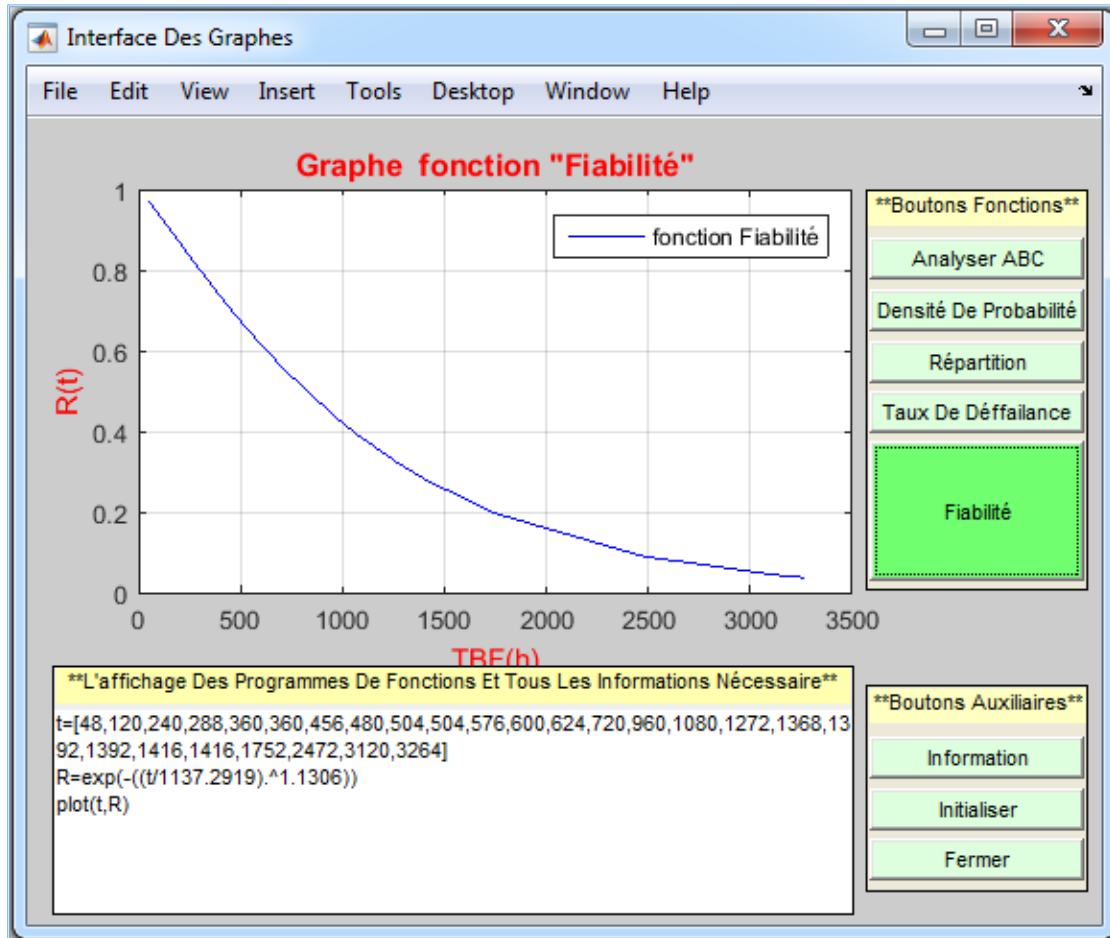 Interface Des Graphes
File Edit View Insert Tools Desktop Window Help
Graphe fonction "Fiabilité"
fonction Fiabilité
R(t)
1
0.8
0.6
0.4
0.2
0
0 500 1000 1500 2000 2500 3000 3500
TBF(h)
**Boutons Fonctions**
Analyser ABC
Densité De Probabilité
Répartition
Taux De Déffailance
Fiabilité
**L'affichage Des Programmes De Fonctions Et Tous Les Informations Nécessaire**
t=[48,120,240,288,360,360,456,480,504,504,576,600,624,720,960,1080,1272,1368,13
92,1392,1416,1416,1752,2472,3120,3264]
R=exp(-((t/1137.2919).^1.1306))
plot(t,R)
**Boutons Auxiliaires**
Information
Initialiser
Fermer